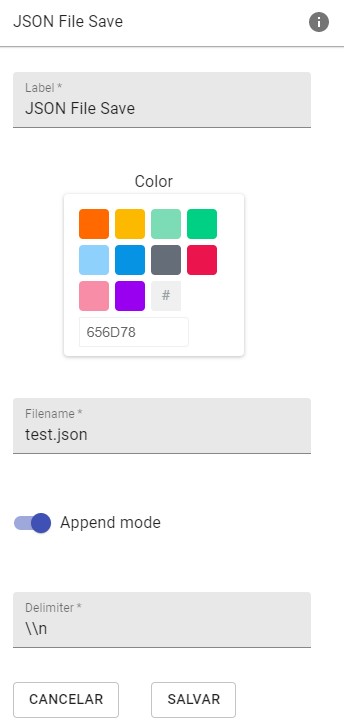 JSON File Save
Label *
JSON File Save
Color
#
656D78
Filename *
test.json
Append mode
Delimiter *
\\n
CANCELAR SALVAR